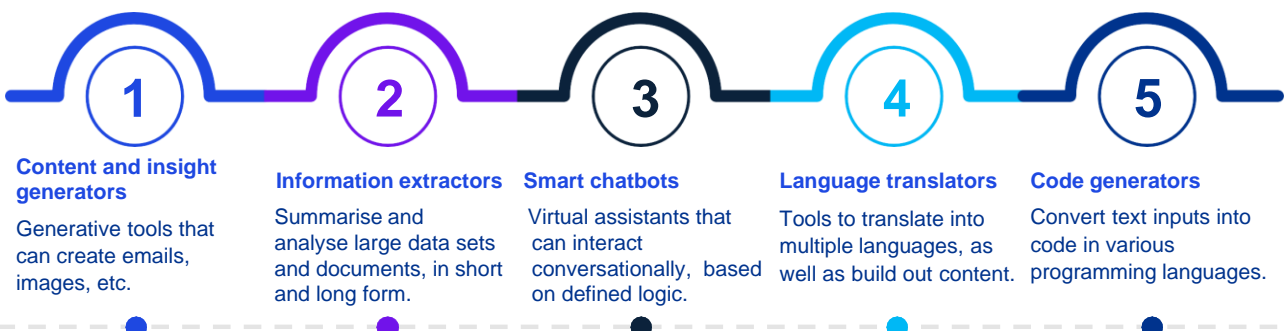 1
Content and insight
generators
Generative tools that
can create emails,
images, etc.
2
Information extractors
Summarise and
analyse large data sets
and documents, in short
and long form.
3
Smart chatbots
Virtual assistants that
can interact
conversationally, based
on defined logic.
4
Language translators
Tools to translate into
multiple languages, as
well as build out content.
5
Code generators
Convert text inputs into
code in various
programming languages.